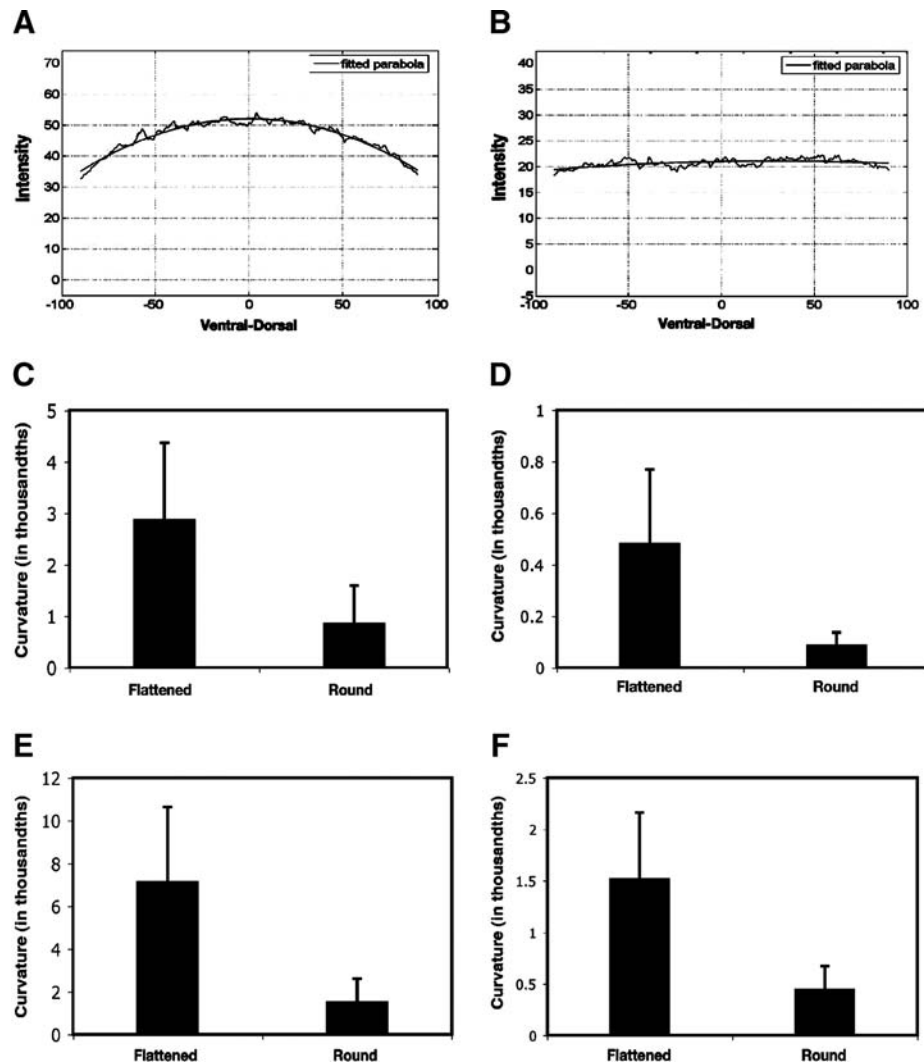 A
fitted parabola
70
60
50
40
30
20
10
0
Intensity
-100 -50 0 50 100
Ventral-Dorsal
B
fitted parabola
40
35
30
25
20
15
10
5
0
-5
Intensity
-100 -50 0 50 100
Ventral-Dorsal
C
5
4
3
2
1
0
Curvature (in thousandths)
Flattened Round
D
1
0.8
0.6
0.4
0.2
0
Curvature (In thousandths)
Flattened Round
E
12
10
8
6
4
2
0
Curvature (in thousandths)
Flattened Round
F
2.5
2
1.5
1
0.5
0
Curvature (in thousandths)
Flattened Round